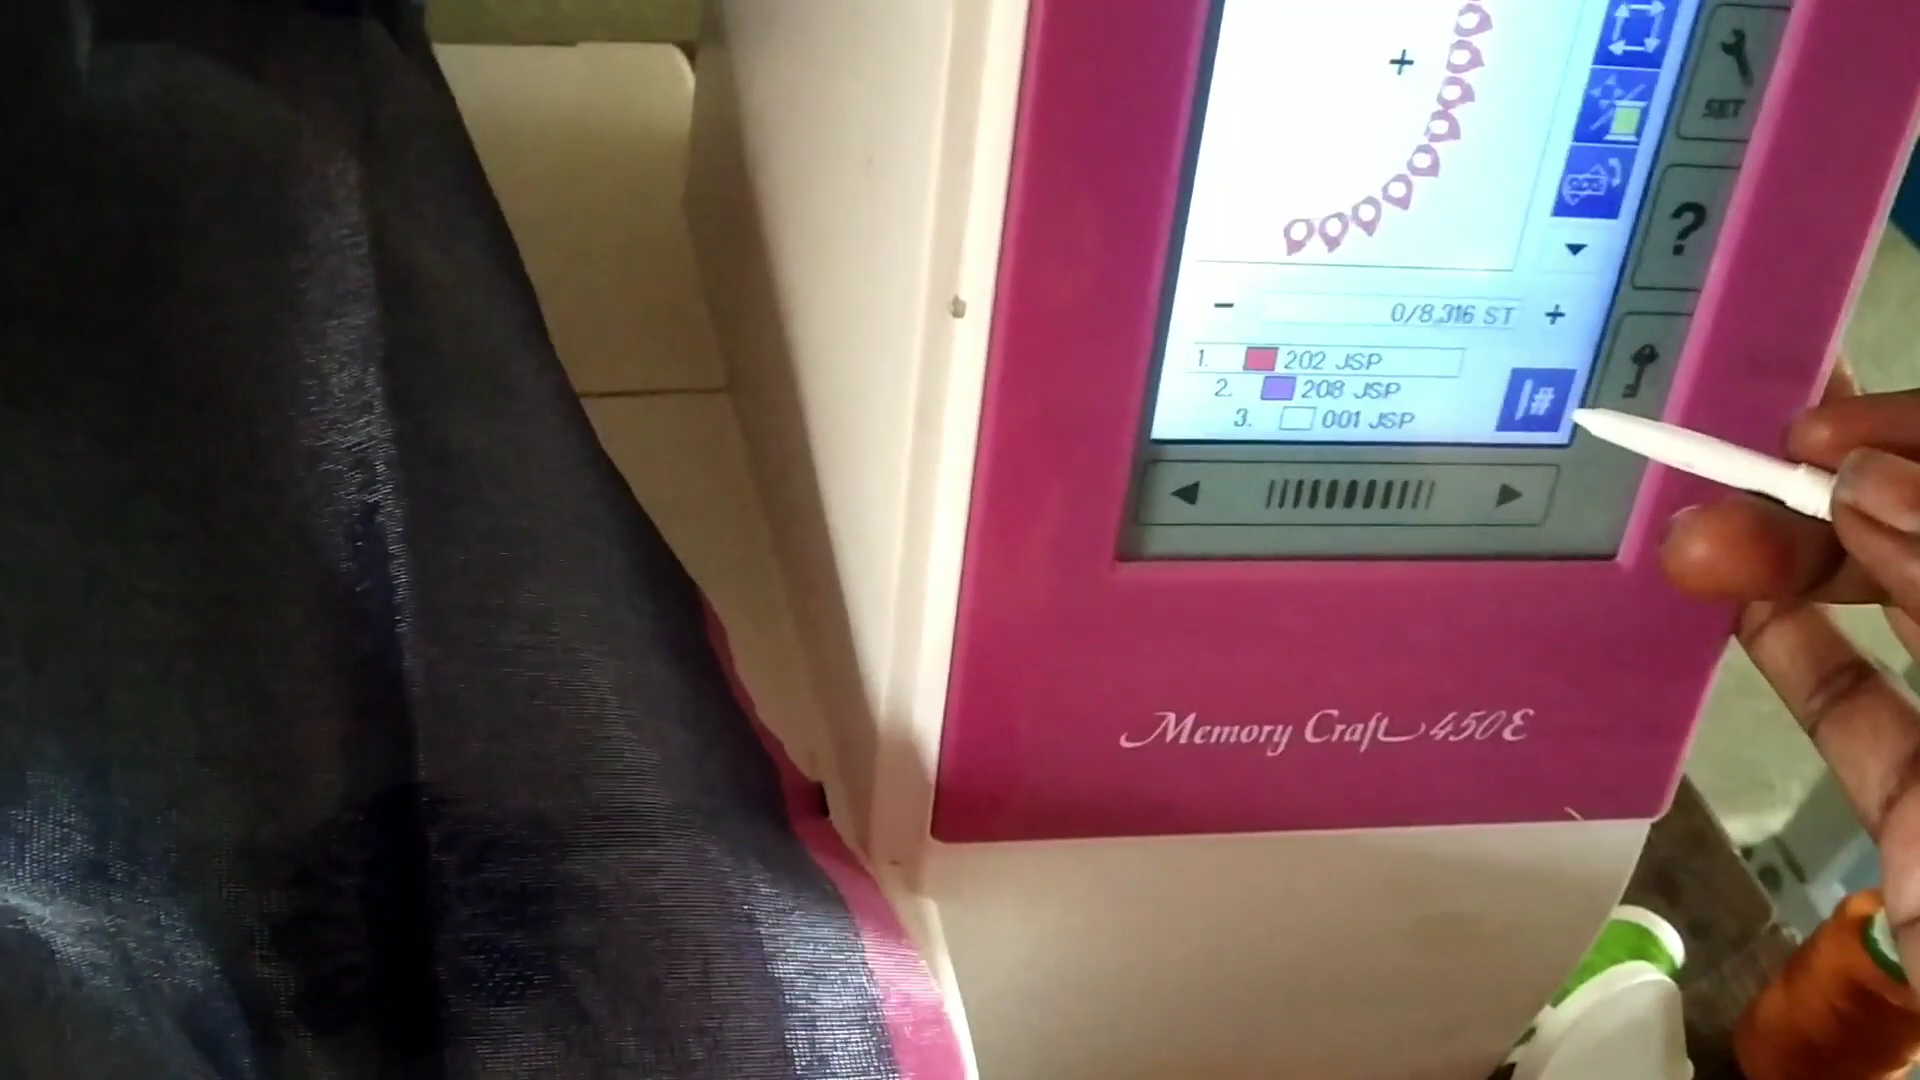 SET
?
- 0/8,316 ST +
1. 202 JSP
2. 208 JSP
3. 001 JSP
Memory Craft 450E